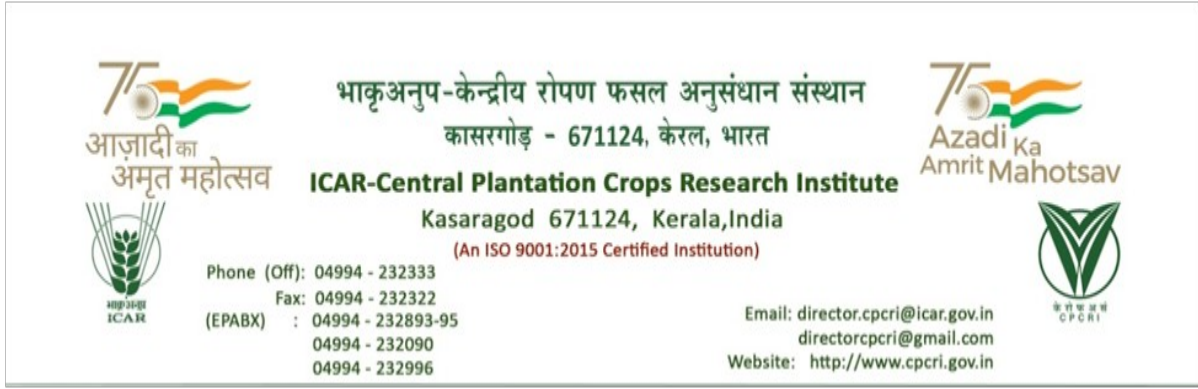 75
आज़ादी का
अमृत महोत्सव
भाकृअनुप-केन्द्रीय रोपण फसल अनुसंधान संस्थान
कासरगोड़ - 671124, केरल, भारत
ICAR-Central Plantation Crops Research Institute
Kasaragod 671124, Kerala,India
(An ISO 9001:2015 Certified Institution)
75
Azadi Ka
Amrit Mahotsav
भाकृअनुप
ICAR
Phone (Off): 04994 - 232333
Fax: 04994 - 232322
(EPABX) : 04994 - 232893-95
04994 - 232090
04994 - 232996
Email: director.cpcri@icar.gov.in
directorcpcri@gmail.com
Website: http://www.cpcri.gov.in
के रो फ अ सं
CPCRI